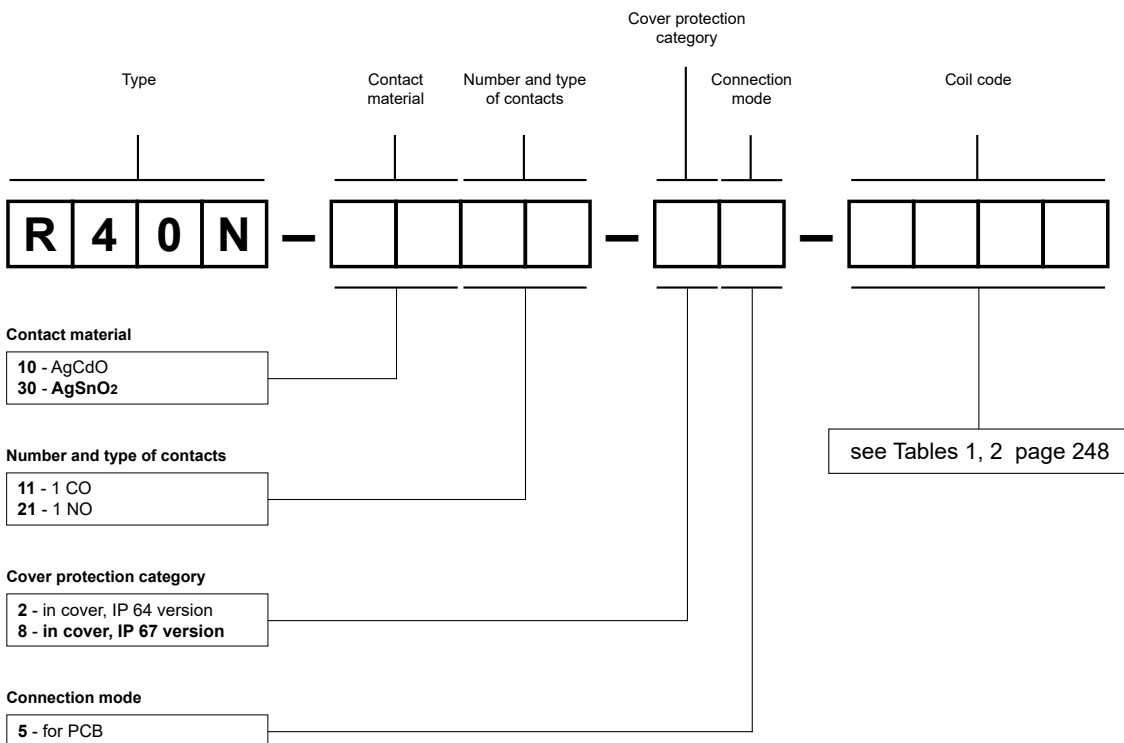 Cover protection
category
Type
Contact
material
Number and type
of contacts
Connection
mode
Coil code
R 4 0 N – – –
Contact material
10 - AgCdO
30 - AgSnO2
see Tables 1, 2 page 248
Number and type of contacts
11 - 1 CO
21 - 1 NO
Cover protection category
2 - in cover, IP 64 version
8 - in cover, IP 67 version
Connection mode
5 - for PCB